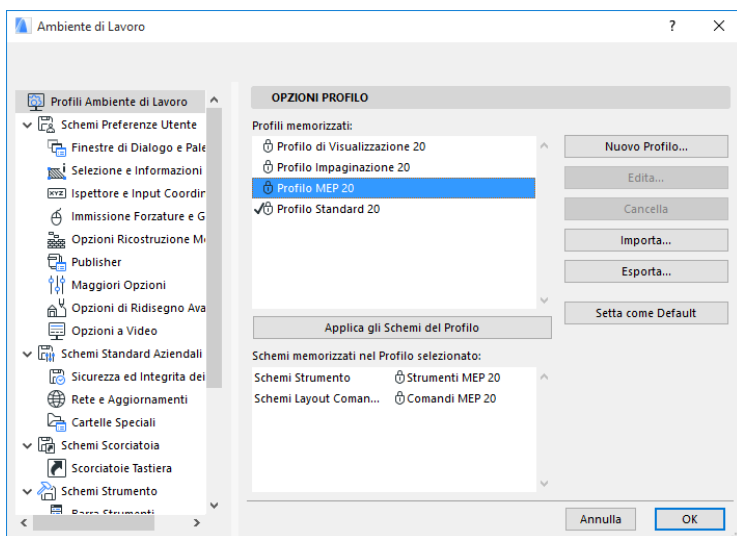 Ambiente di Lavoro
?
Profili Ambiente di Lavoro
Schemi Preferenze Utente
Finestre di Dialogo e Pale
Selezione e Informazioni
XYZ Ispettore e Input Coordin
Immissione Forzature e G
Opzioni Ricostruzione M
Publisher
Maggiori Opzioni
Opzioni di Ridisegno Ava
Opzioni a Video
Schemi Standard Aziendali
Sicurezza ed Integrita dei
Rete e Aggiornamenti
Cartelle Speciali
Schemi Scorciatoia
Scorciatoie Tastiera
Schemi Strumento
Barra Strumenti
OPZIONI PROFILO
Profili memorizzati:
Profilo di Visualizzazione 20
Profilo Impaginazione 20
Profilo MEP 20
Profilo Standard 20
Nuovo Profilo...
Edita...
Cancella
Importa...
Esporta...
Setta come Default
Applica gli Schemi del Profilo
Schemi memorizzati nel Profilo selezionato:
Schemi Strumento Strumenti MEP 20
Schemi Layout Coman... Comandi MEP 20
Annulla
OK